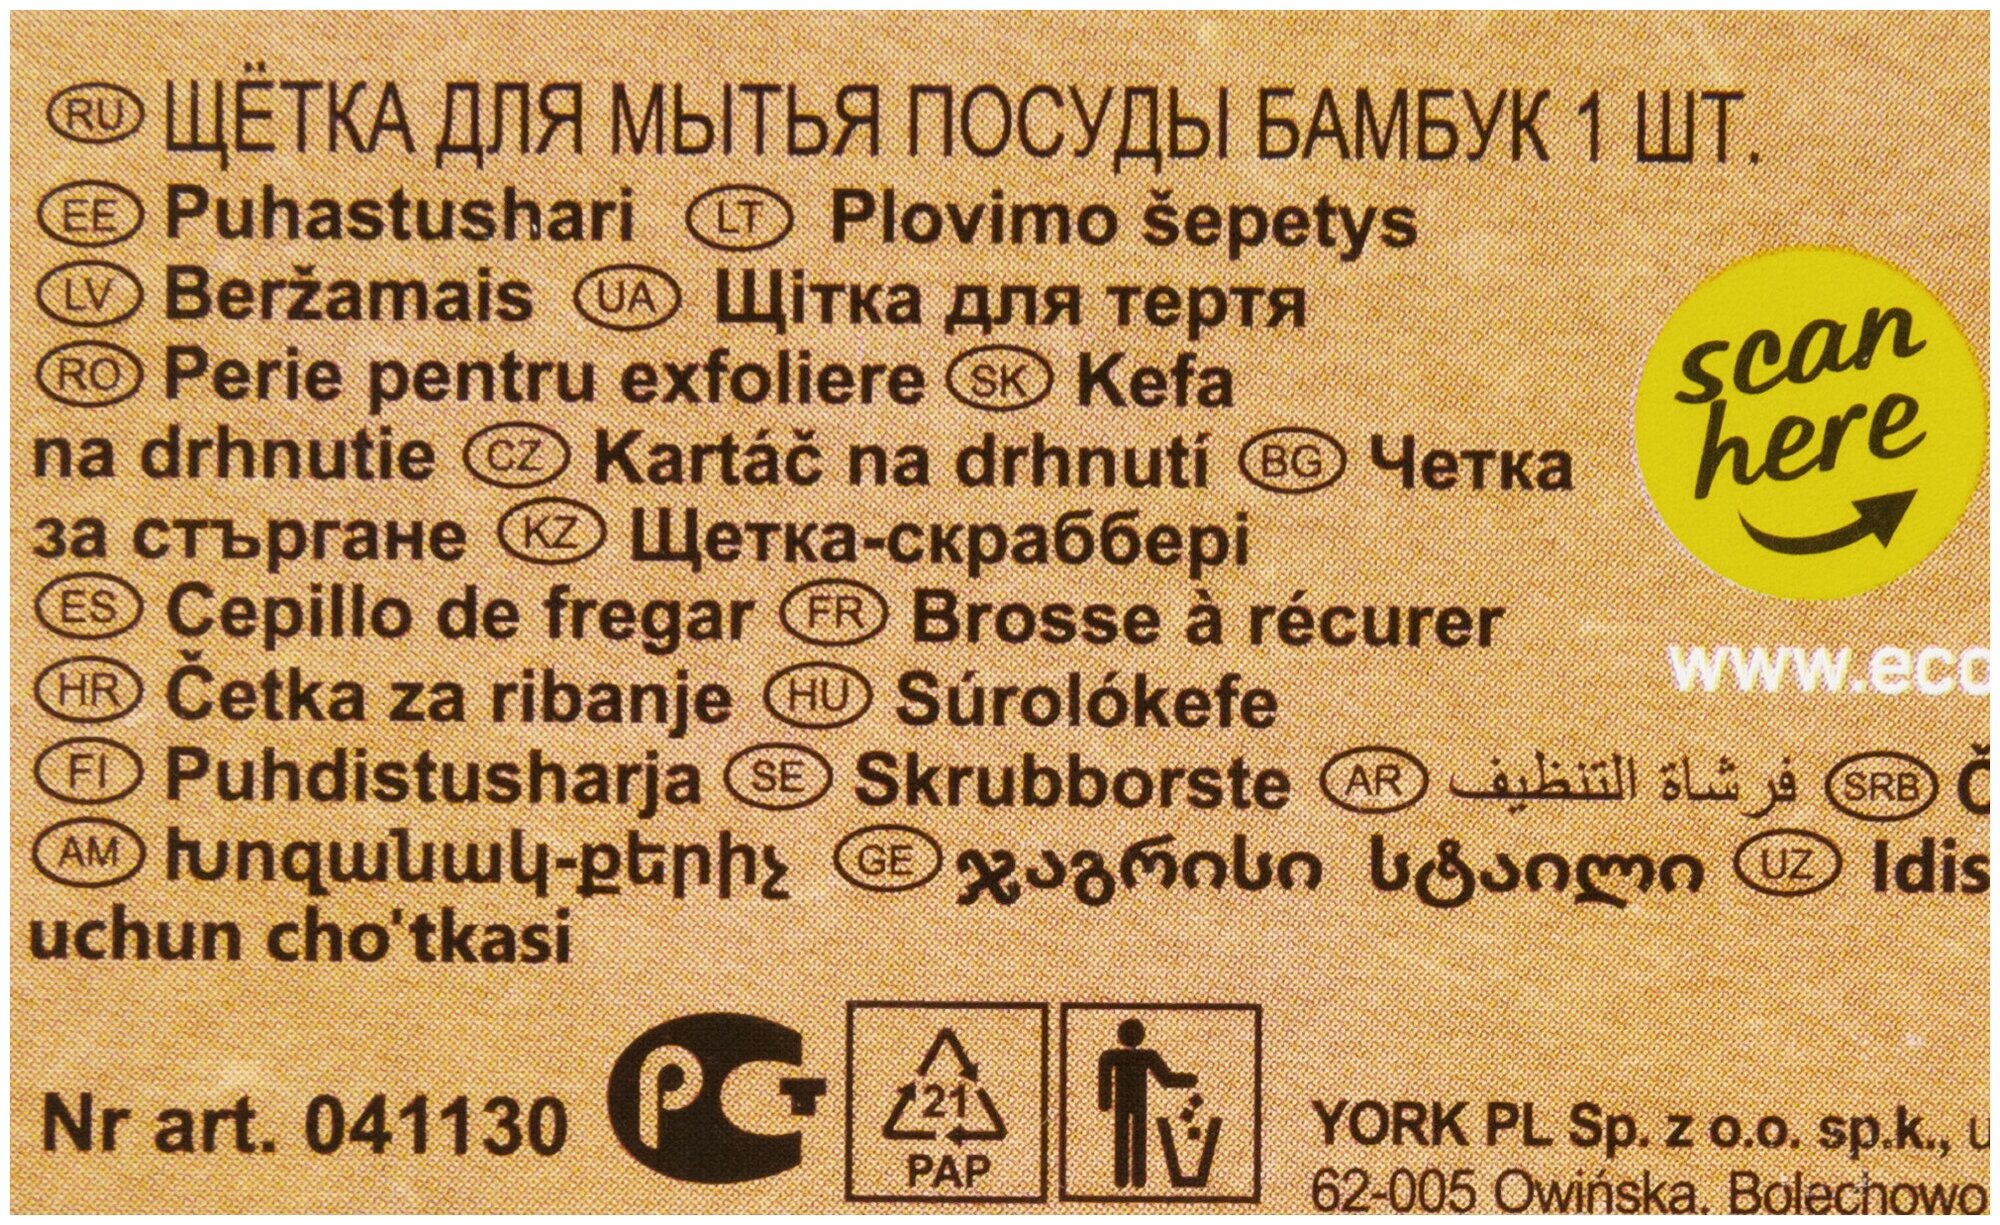 RU ЩЁТКА ДЛЯ МЫТЬЯ ПОСУДЫ БАМБУК 1 ШТ.
EE Puhastushari LT Plovimo šepetys
LV Beržamais UA Щітка для тертя
RO Perie pentru exfoliere SK Kefa
na drhnutie CZ Kartáč na drhnutí BG Четка
за стъргане KZ Щетка-скраббері
ES Cepillo de fregar FR Brosse à récurer
HR Četka za ribanje HU Súrolókefe
FI Puhdistusharja SE Skrubborste AR فرشاة التنظيف SRB
AM Խոզանակ-քերիչ GE ჯაგრისი სტაილი UZ Idis
uchun cho'tkasi
scan
here
www.eco
Nr art. 041130
PCT
21
PAP
YORK PL Sp. z o.o. sp.k.,
62-005 Owińska, Bolechowo